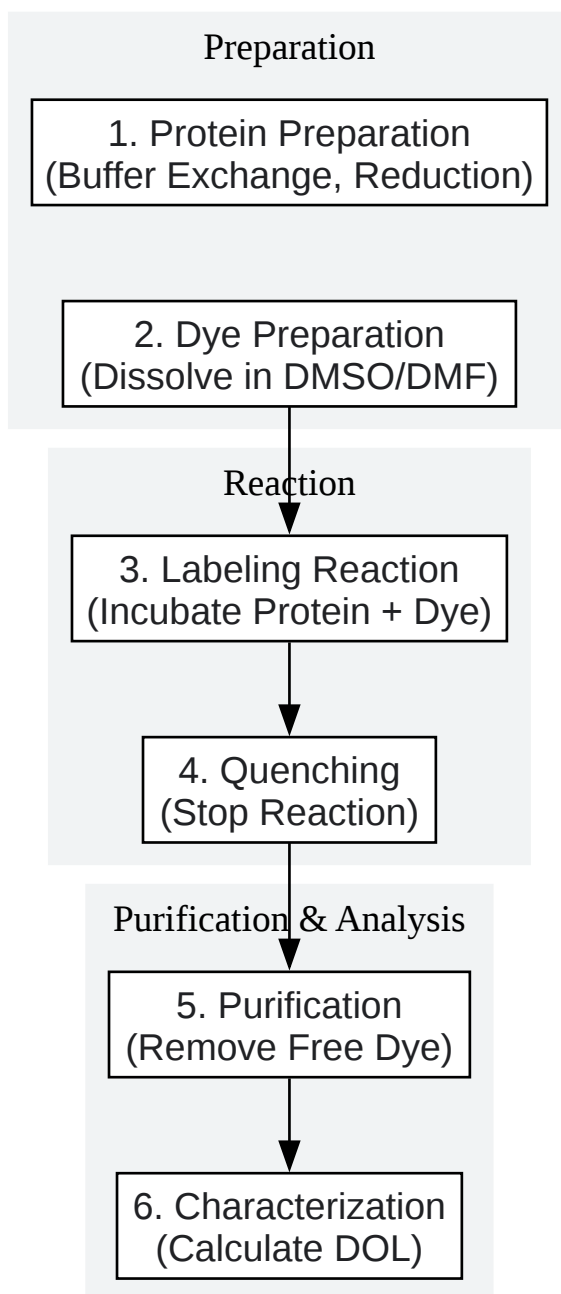 Preparation
1. Protein Preparation
(Buffer Exchange, Reduction)
2. Dye Preparation
(Dissolve in DMSO/DMF)
Reaction
3. Labeling Reaction
(Incubate Protein + Dye)
4. Quenching
(Stop Reaction)
Purification & Analysis
5. Purification
(Remove Free Dye)
6. Characterization
(Calculate DOL)